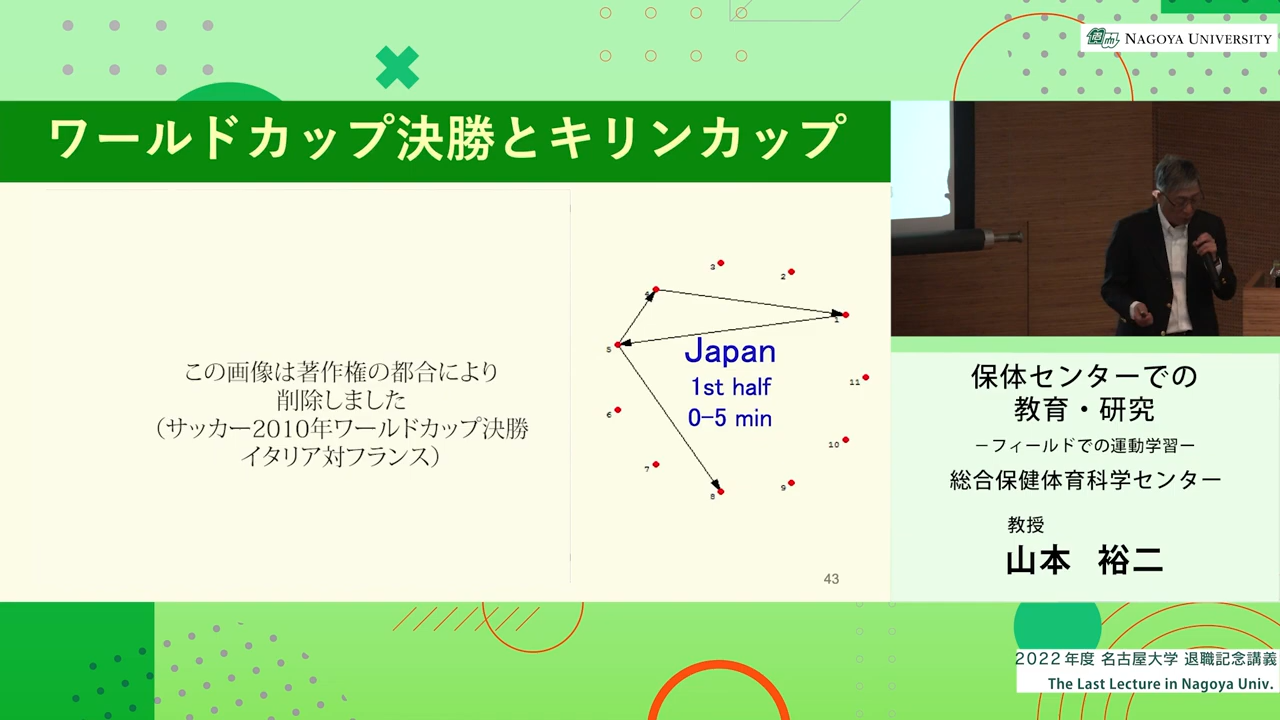 NAGOYA UNIVERSITY
ワールドカップ決勝とキリンカップ
この画像は著作権の都合により
削除しました
（サッカー2010年ワールドカップ決勝
イタリア対フランス）
3
2
4
1
5
Japan
1st half
0-5 min
11
6
10
7
9
8
43
保体センターでの
教育・研究
－フィールドでの運動学習－
総合保健体育科学センター
教授
山本 裕二
2022年度 名古屋大学 退職記念講義
The Last Lecture in Nagoya Univ.